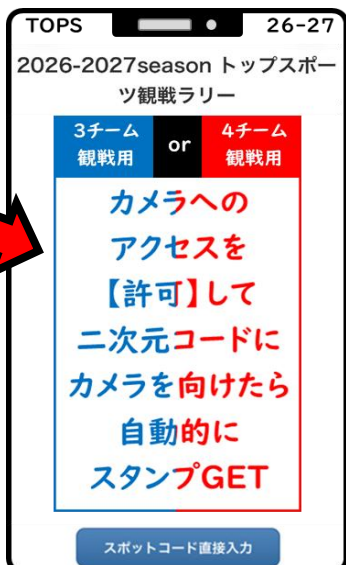 TOPS 26-27
2026-2027season トップスポー
ツ観戦ラリー
3チーム
観戦用
or
4チーム
観戦用
カメラへの
アクセスを
【許可】して
二次元コードに
カメラを向けたら
自動的に
スタンプGET
スポットコード直接入力